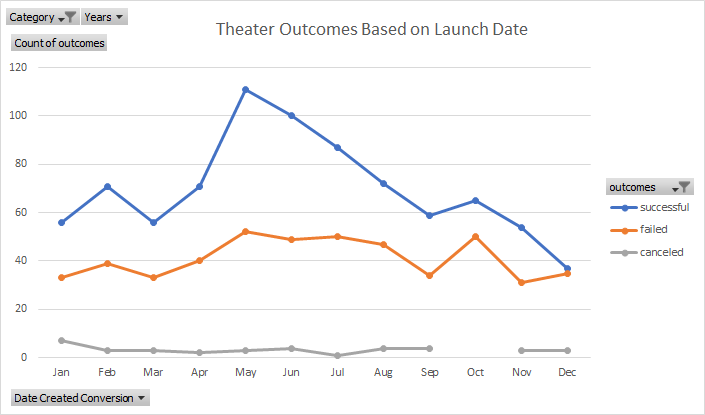 Category Years
Theater Outcomes Based on Launch Date
Count of outcomes
120
100
80
60
40
20
0
Jan Feb Mar Apr May Jun Jul Aug Sep Oct Nov Dec
outcomes
successful
failed
canceled
Date Created Conversion